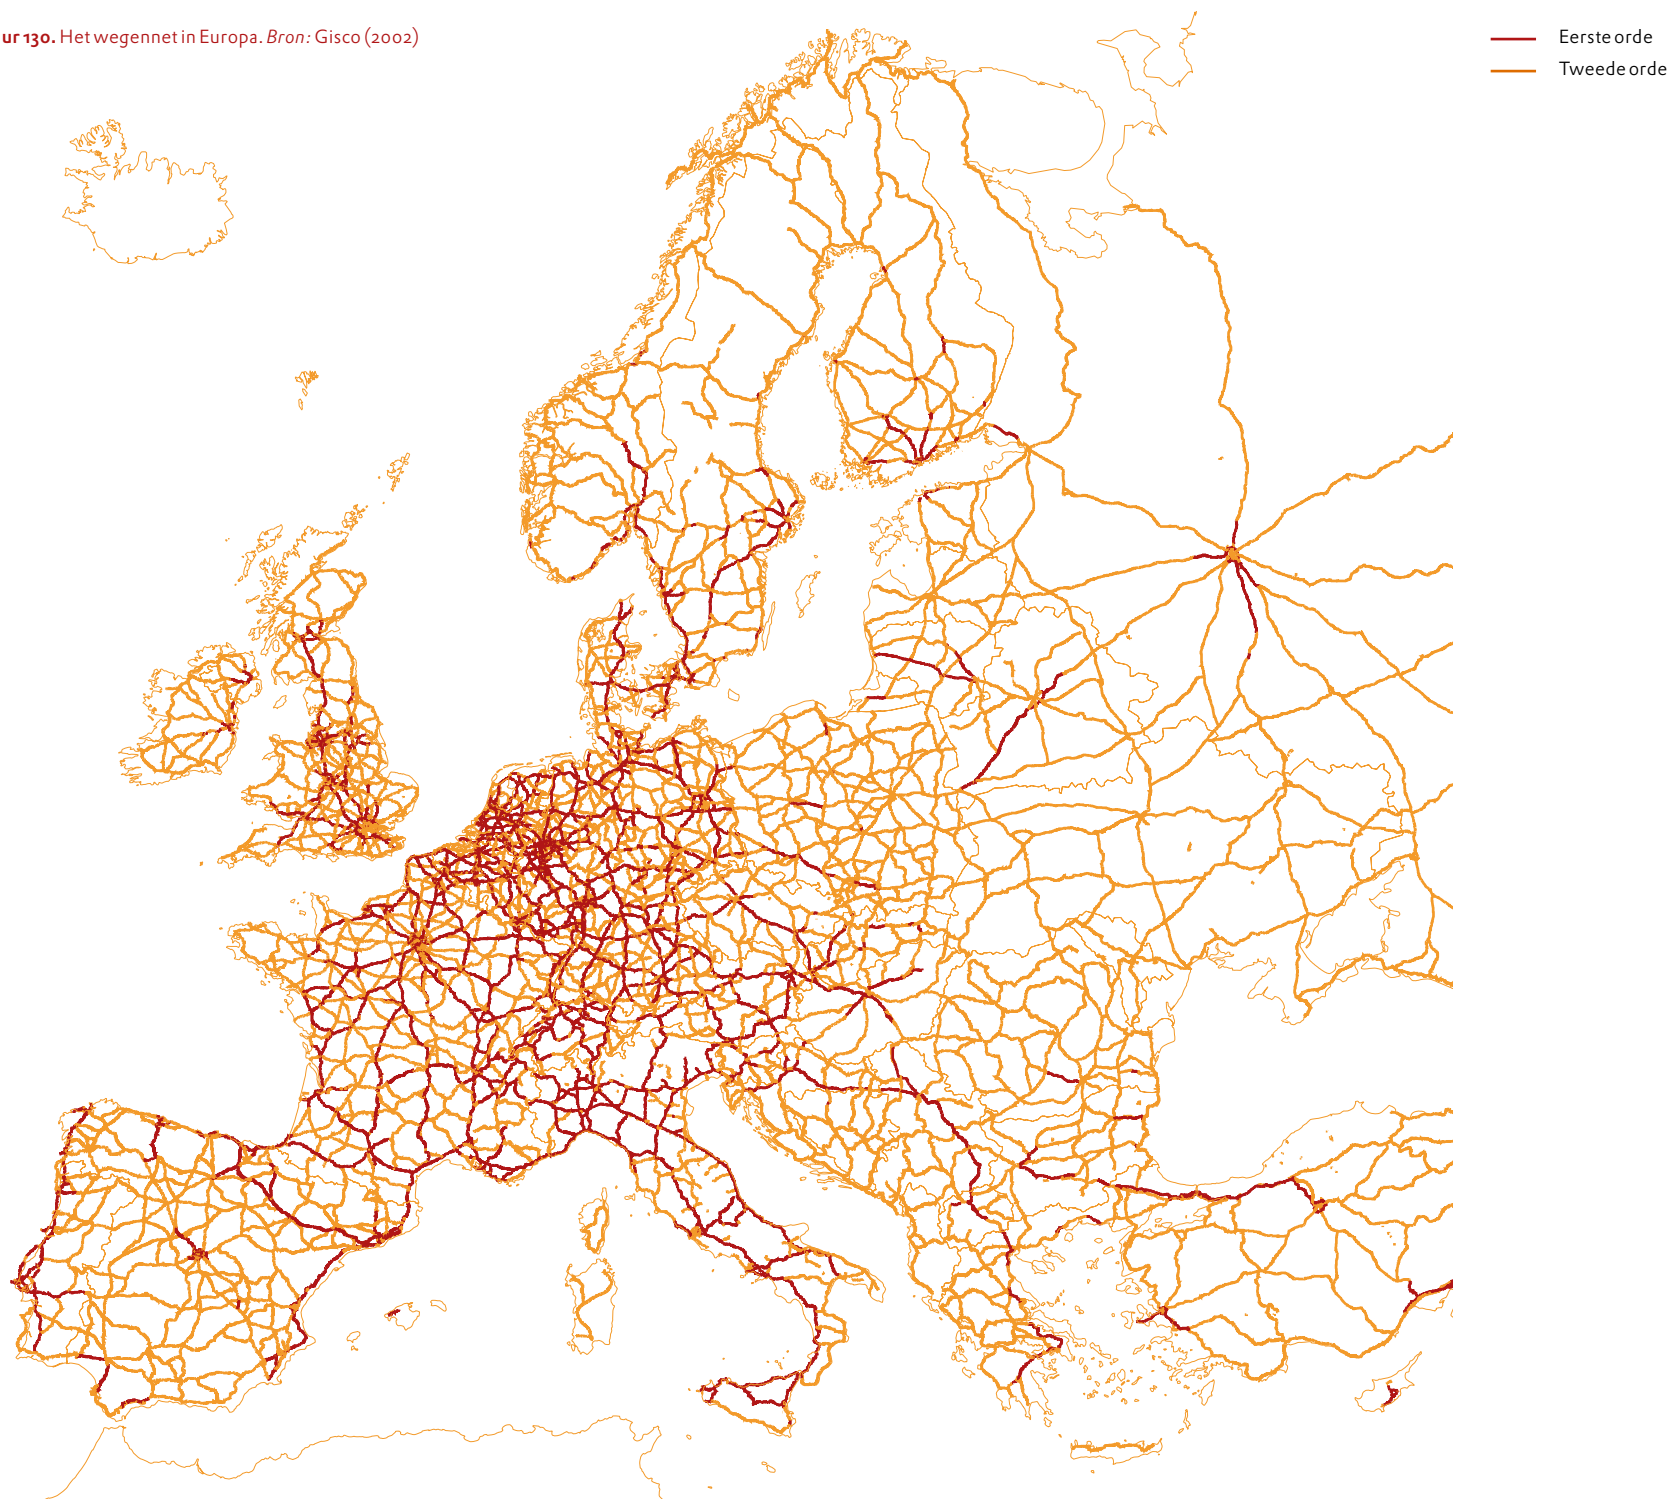 ur 130. Het wegennet in Europa. Bron: Gisco (2002)
Eerste orde
Tweede orde